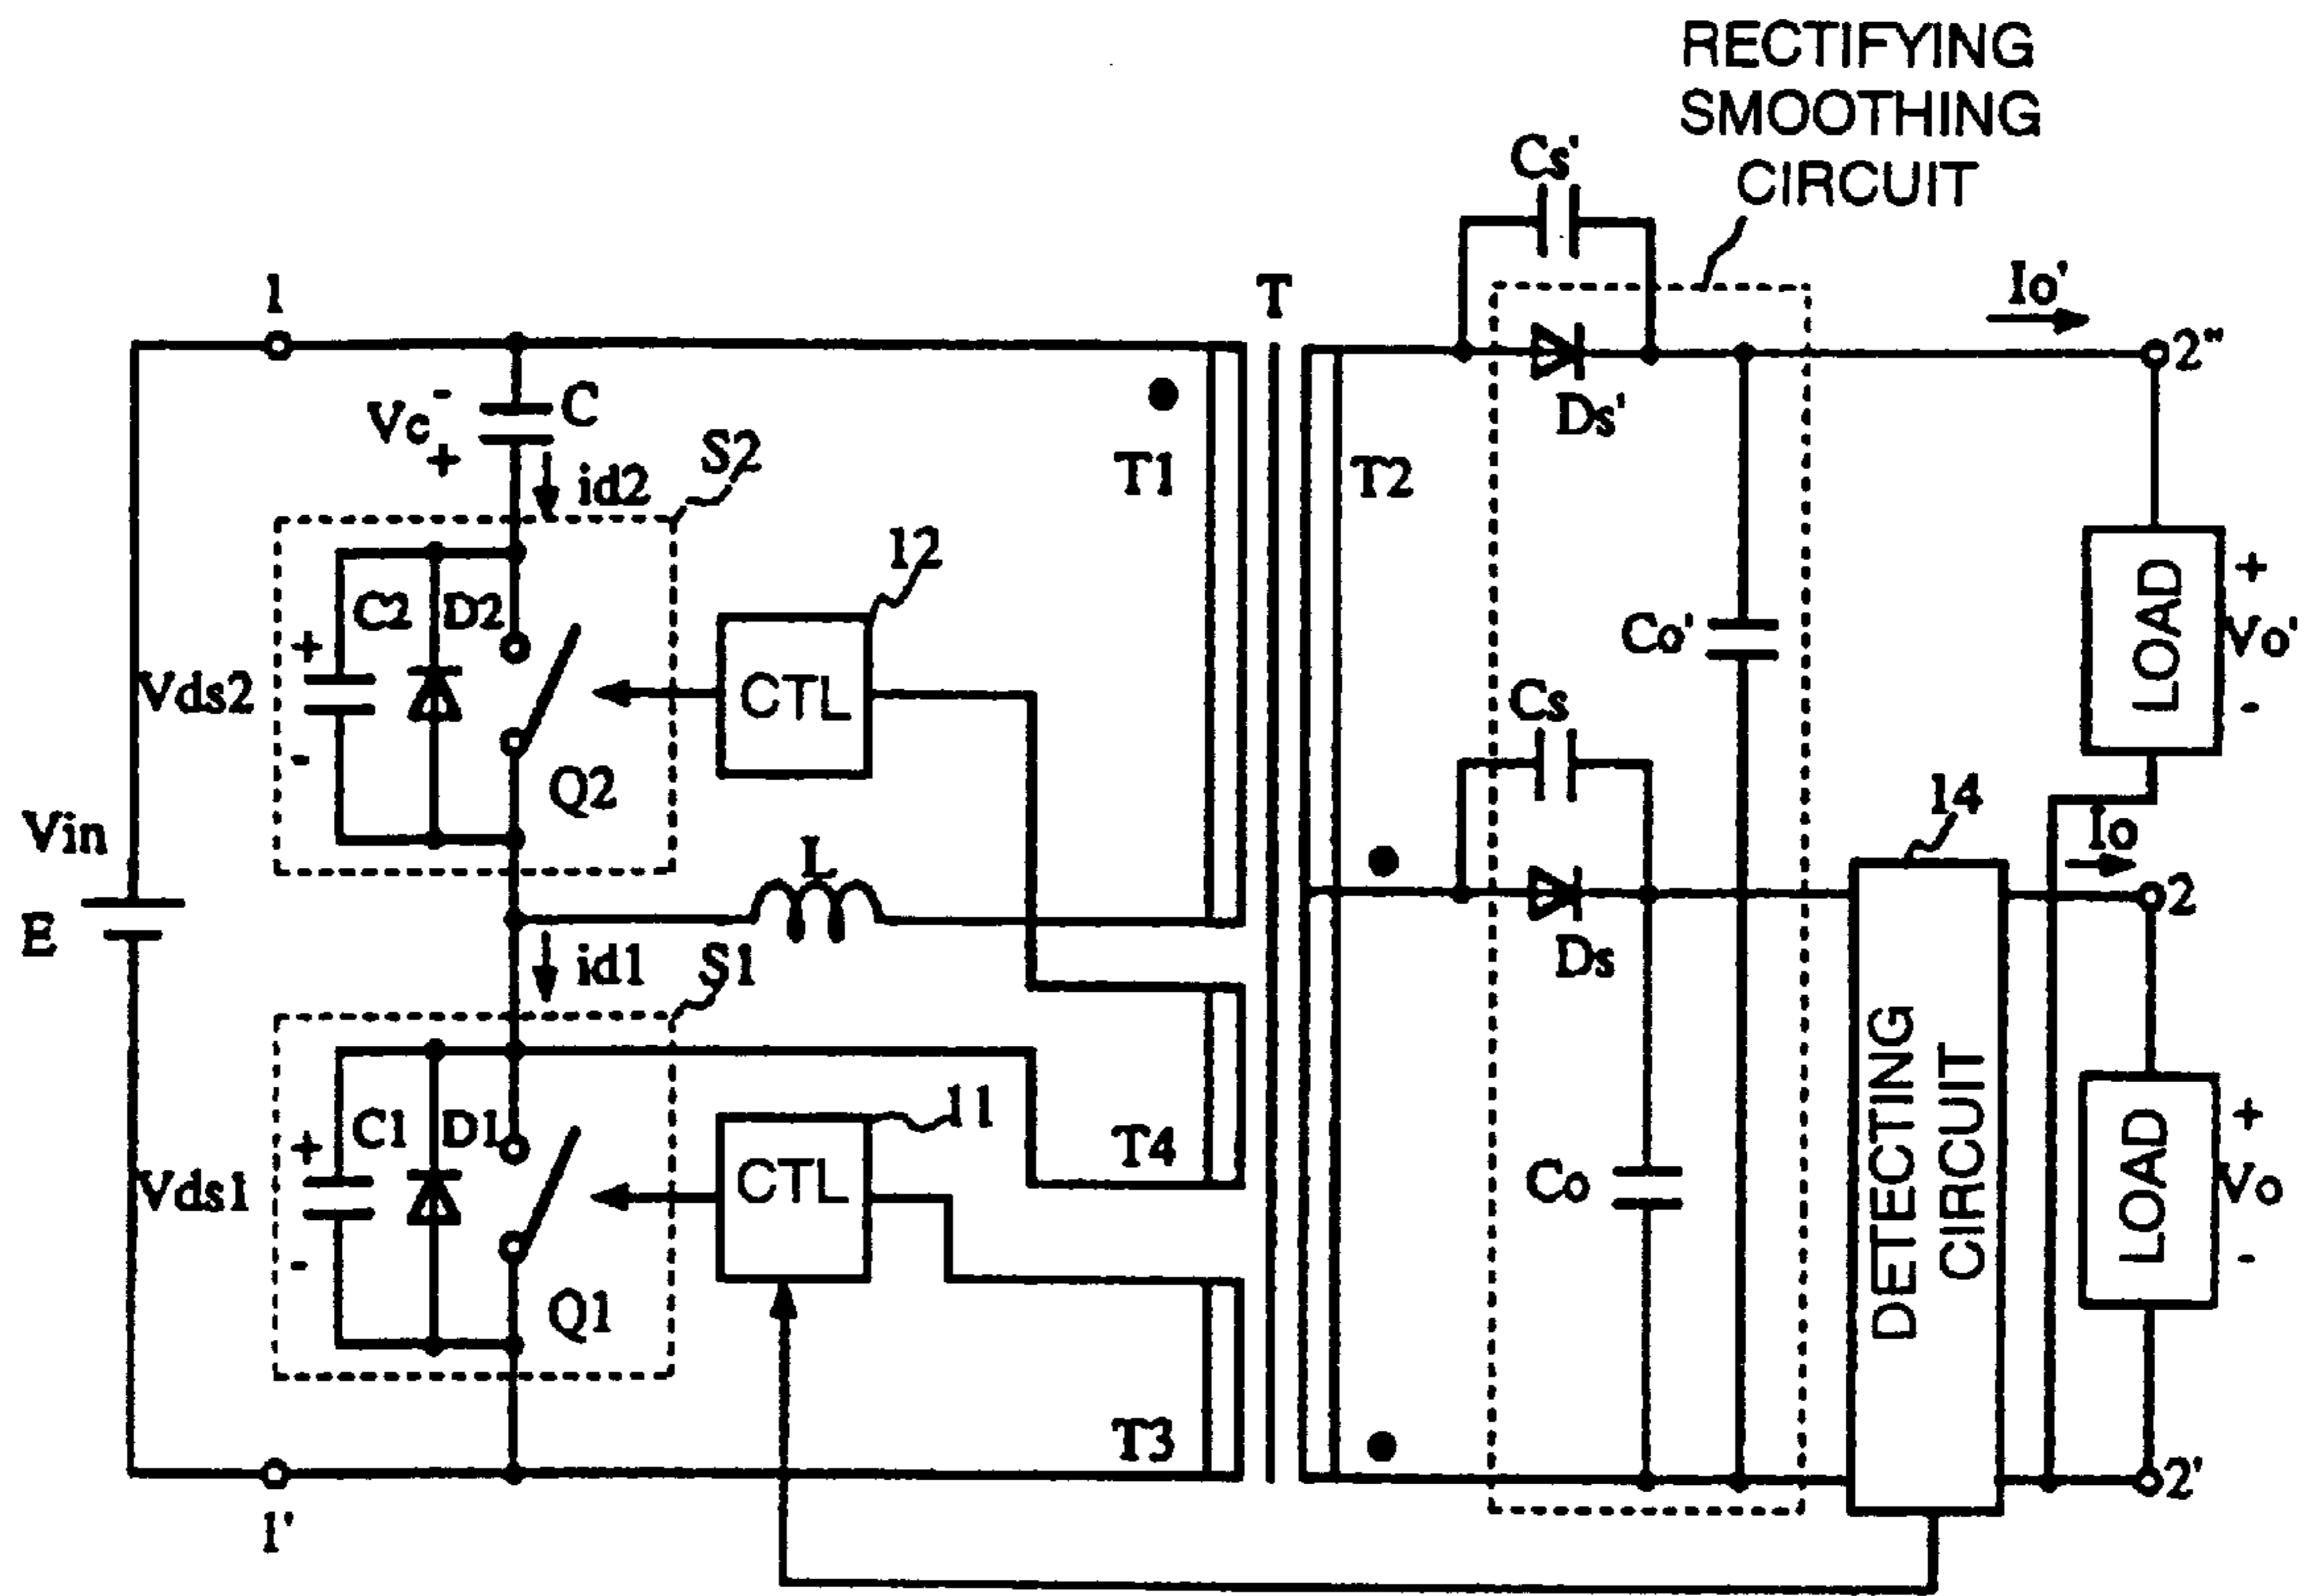 RECTIFYING
SMOOTHING
CIRCUIT
Cs'
Io'
1
T
2"
Vc
-
+
C
S2
id2
T1
T2
Ds'
12
C2
D2
+
Vds2
-
CTL
Q2
Co'
LOAD
+
Vo'
-
Cs
14
Io
Vin
E
L
2
id1
S1
Ds
11
C1
D1
+
Vds1
-
CTL
Q1
T4
Co
DETECTING
CIRCUIT
LOAD
+
Vo
-
T3
1'
2'